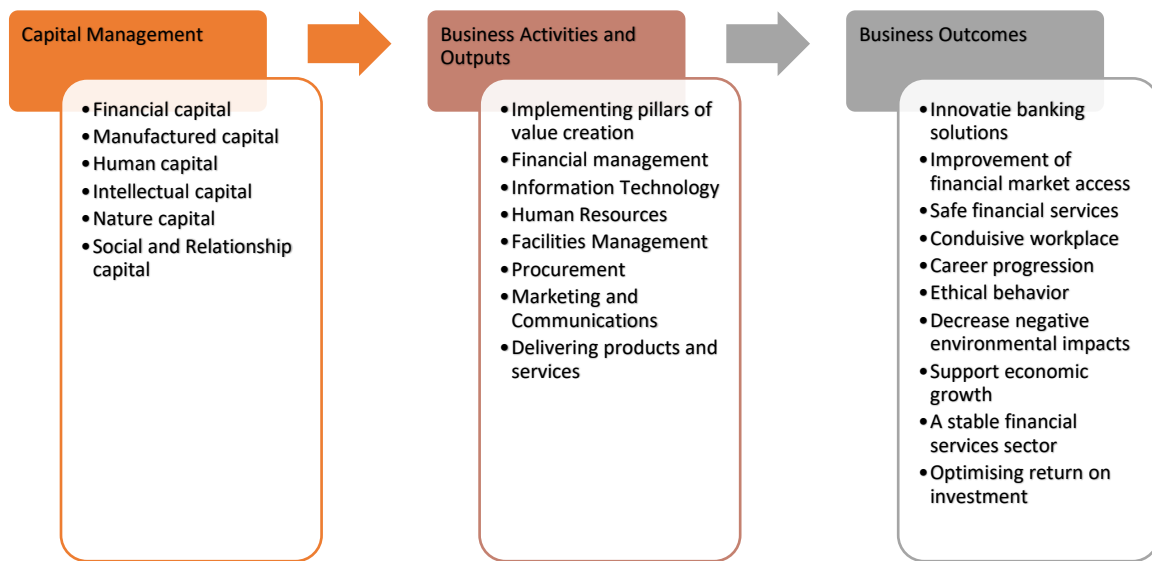 Capital Management
• Financial capital
• Manufactured capital
• Human capital
• Intellectual capital
• Nature capital
• Social and Relationship
capital
Business Activities and
Outputs
• Implementing pillars of
value creation
• Financial management
• Information Technology
• Human Resources
• Facilities Management
• Procurement
• Marketing and
Communications
• Delivering products and
services
Business Outcomes
• Innovatie banking
solutions
• Improvement of
financial market access
• Safe financial services
• Conduisive workplace
• Career progression
• Ethical behavior
• Decrease negative
environmental impacts
• Support economic
growth
• A stable financial
services sector
• Optimising return on
investment